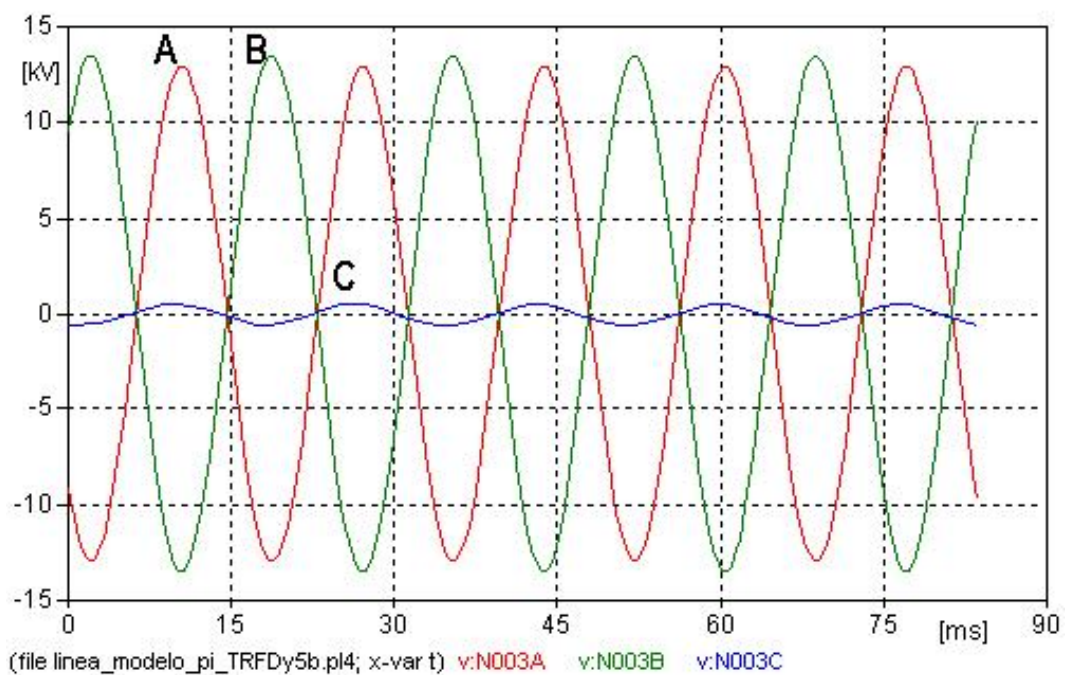 15
[kV]
A
B
10
5
C
0
-5
-10
-15
0 15 30 45 60 75 [ms] 90
(file linea_modelo_pi_TRFDy5b.pl4; x-var t) v:N003A v:N003B v:N003C